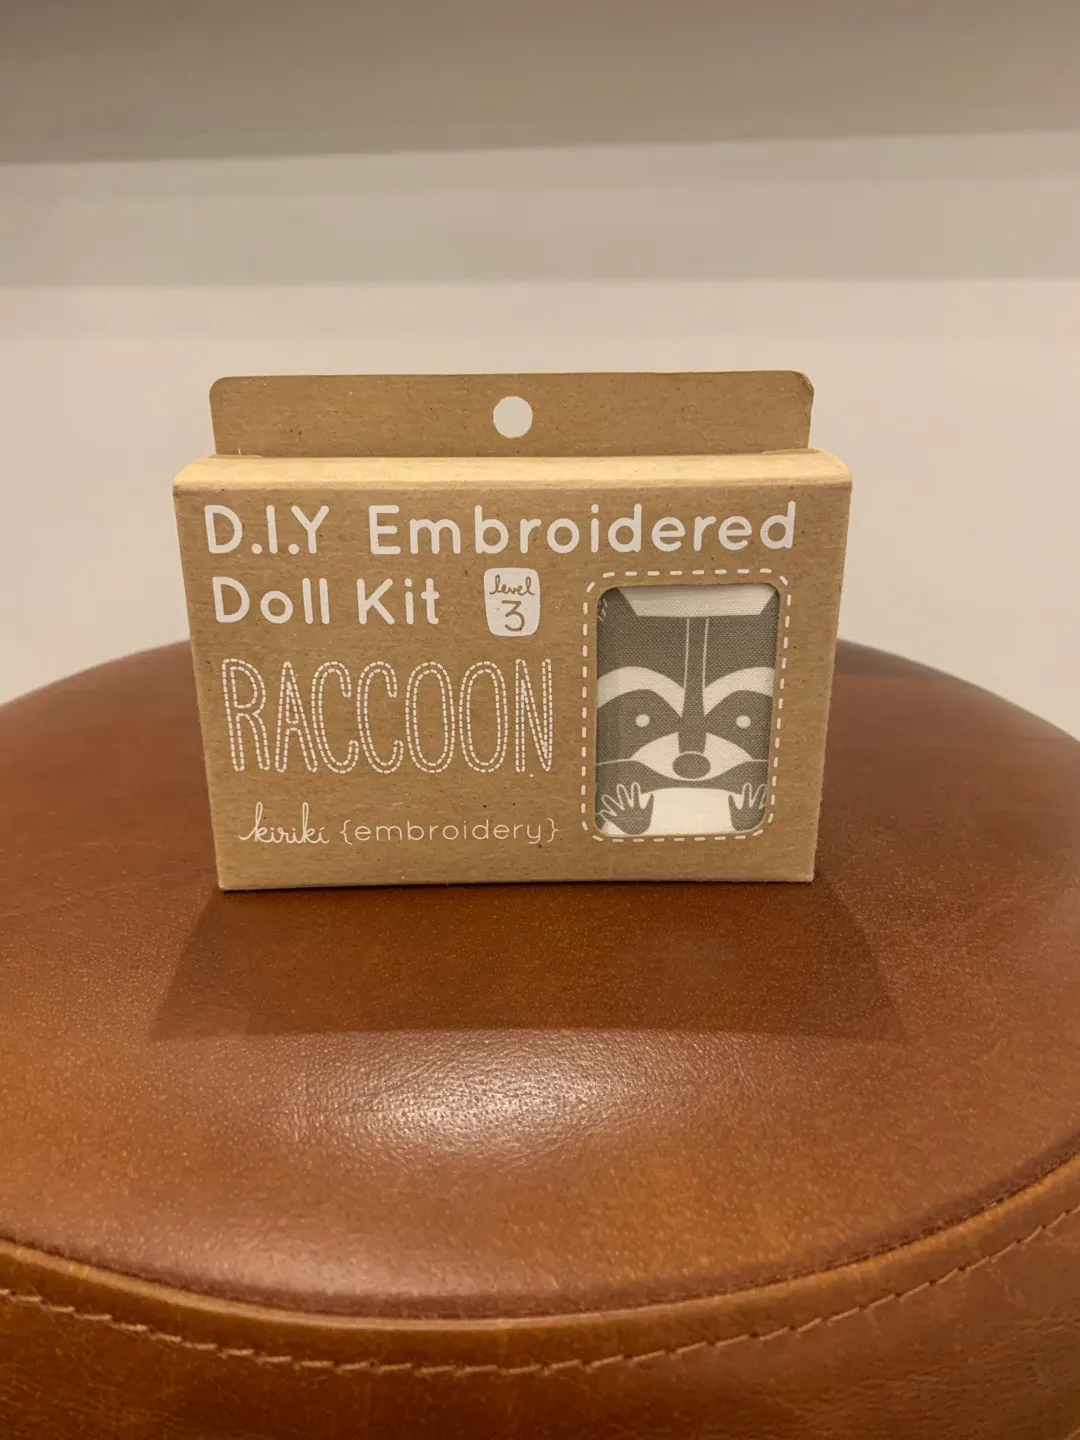 D.I.Y Embroidered
Doll Kit level 3
RACCOON
kiriki {embroidery}